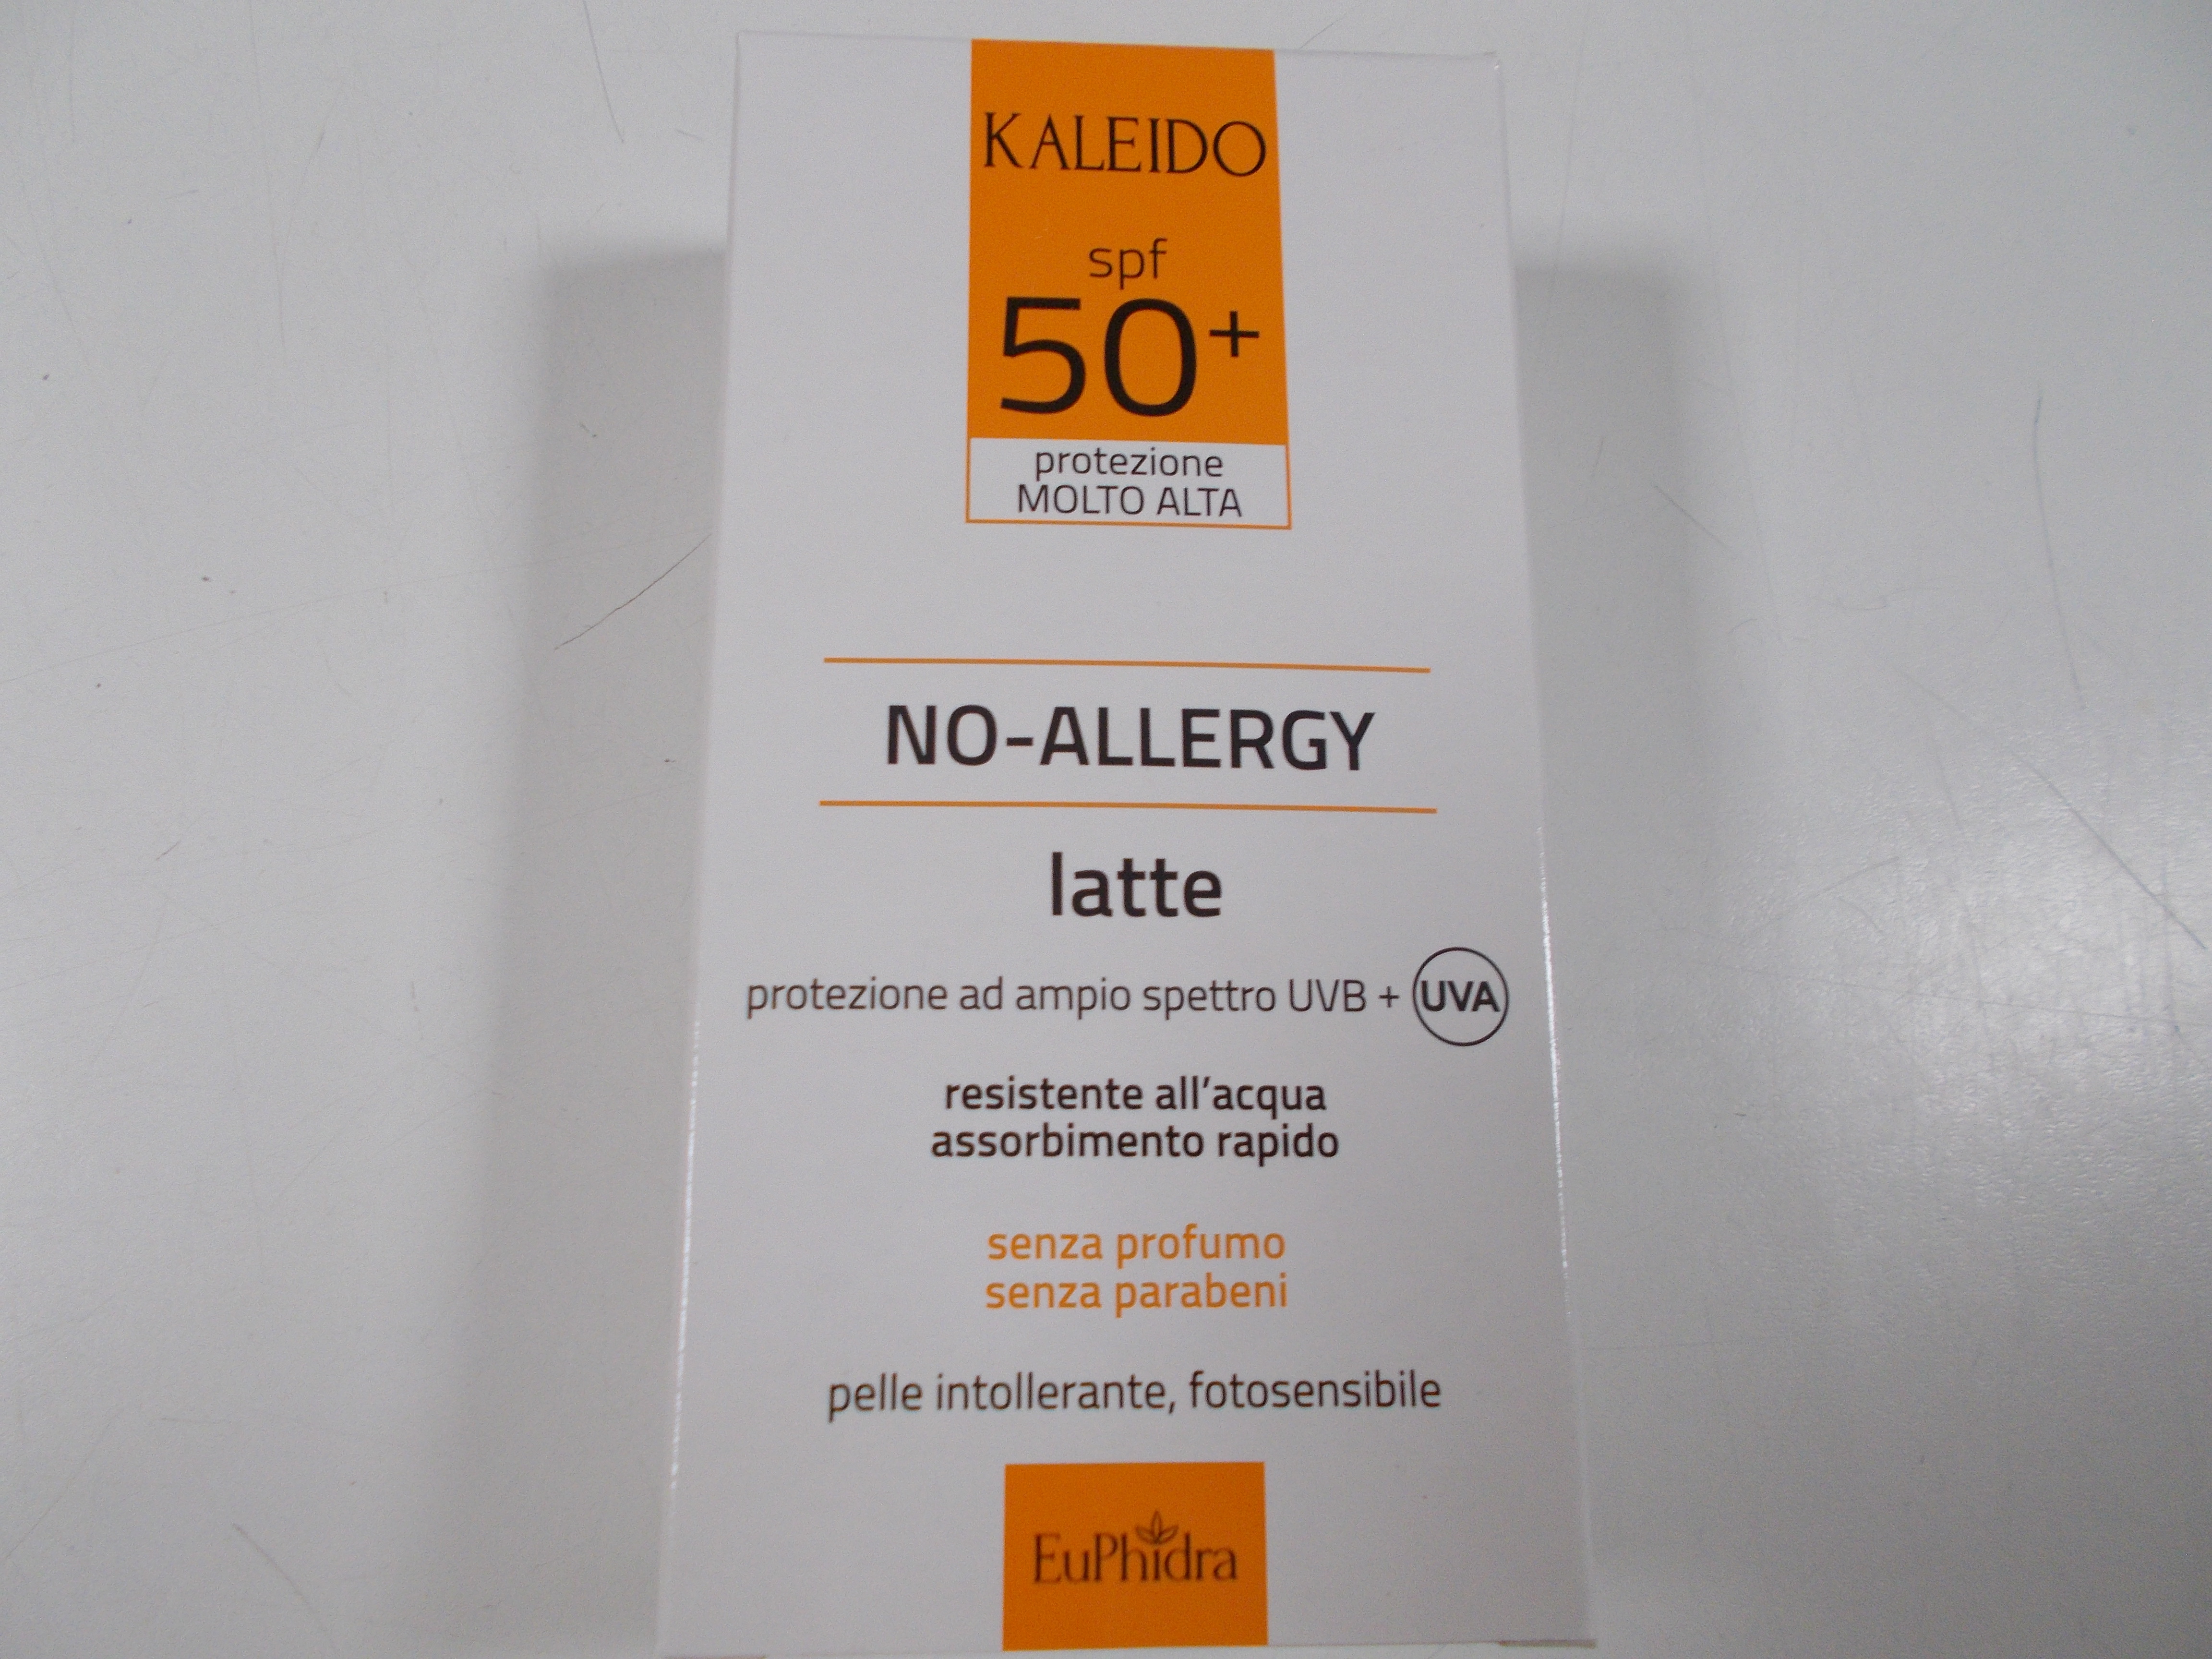 KALEIDO
spf
50+
protezione
MOLTO ALTA
NO-ALLERGY
latte
protezione ad ampio spettro UVB + UVA
resistente all'acqua
assorbimento rapido
senza profumo
senza parabeni
pelle intollerante, fotosensibile
EuPhidra